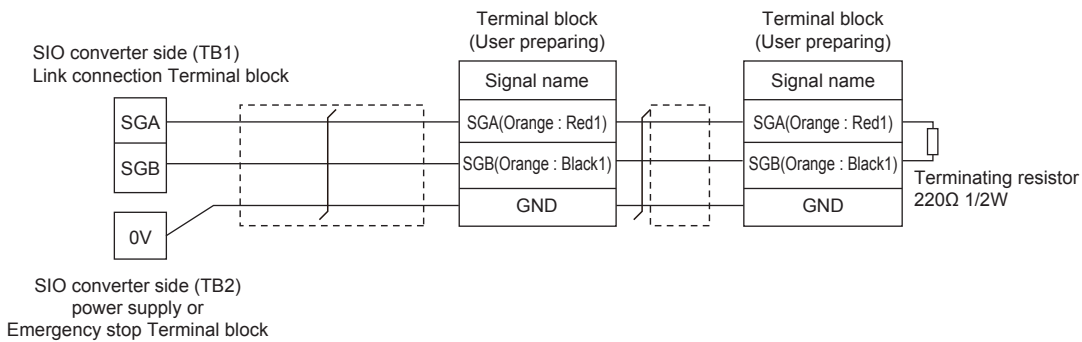 SIO converter side (TB1)
Link connection Terminal block
SGA
SGB
0V
SIO converter side (TB2)
power supply or
Emergency stop Terminal block
Terminal block
(User preparing)
Signal name
SGA(Orange : Red1)
SGB(Orange : Black1)
GND
Terminal block
(User preparing)
Signal name
SGA(Orange : Red1)
SGB(Orange : Black1)
GND
Terminating resistor
220Ω 1/2W